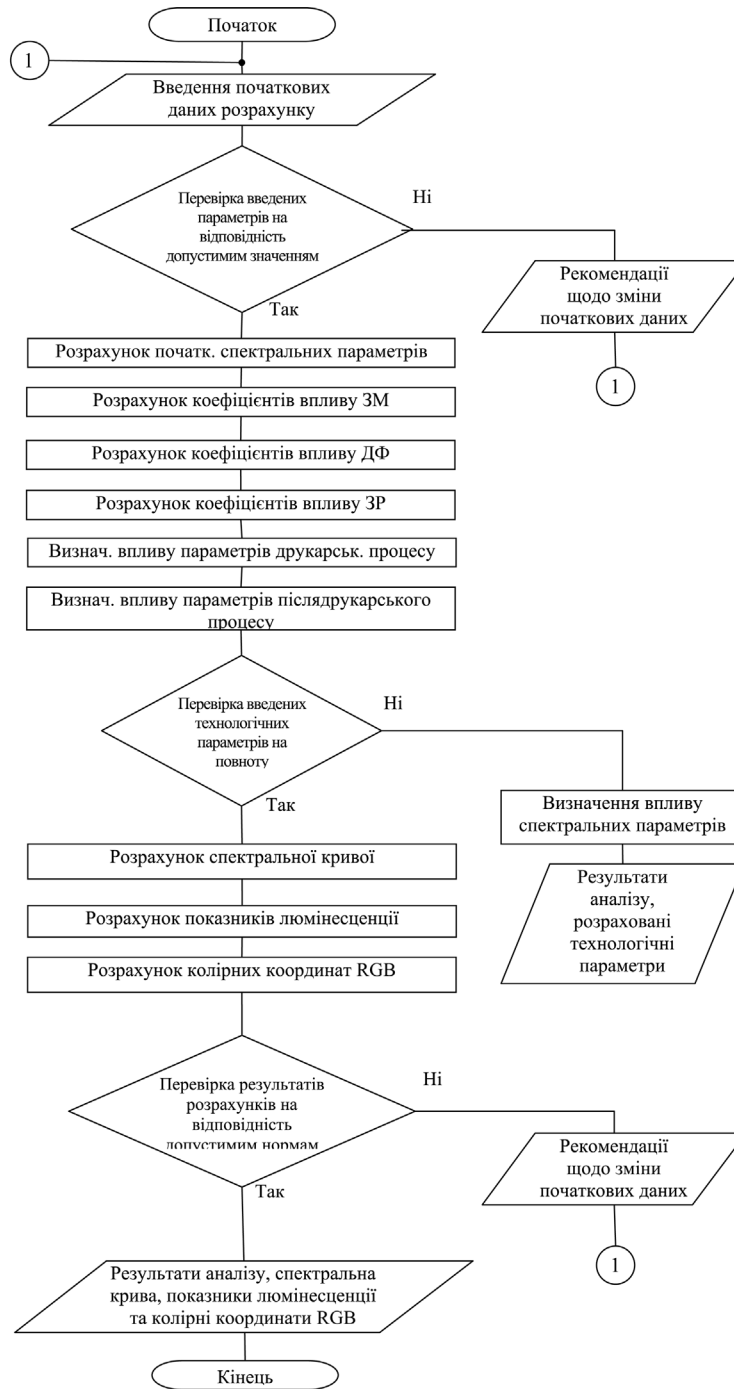 Початок
1
Введення початкових
даних розрахунку
Перевірка введених
параметрів на
відповідність
допустимим значенням
Ні
Рекомендації
щодо зміни
початкових даних
1
Так
Розрахунок початк. спектральних параметрів
Розрахунок коефіцієнтів впливу ЗМ
Розрахунок коефіцієнтів впливу ДФ
Розрахунок коефіцієнтів впливу ЗР
Визнач. впливу параметрів друкарськ. процесу
Визнач. впливу параметрів післядрукарського
процесу
Перевірка введених
технологічних
параметрів на
повноту
Ні
Визначення впливу
спектральних параметрів
Результати
аналізу,
розраховані
технологічні
параметри
Так
Розрахунок спектральної кривої
Розрахунок показників люмінесценції
Розрахунок колірних координат RGB
Перевірка результатів
розрахунків на
відповідність
допустимим нормам
Ні
Рекомендації
щодо зміни
початкових даних
1
Так
Результати аналізу, спектральна
крива, показники люмінесценції
та колірні координати RGB
Кінець